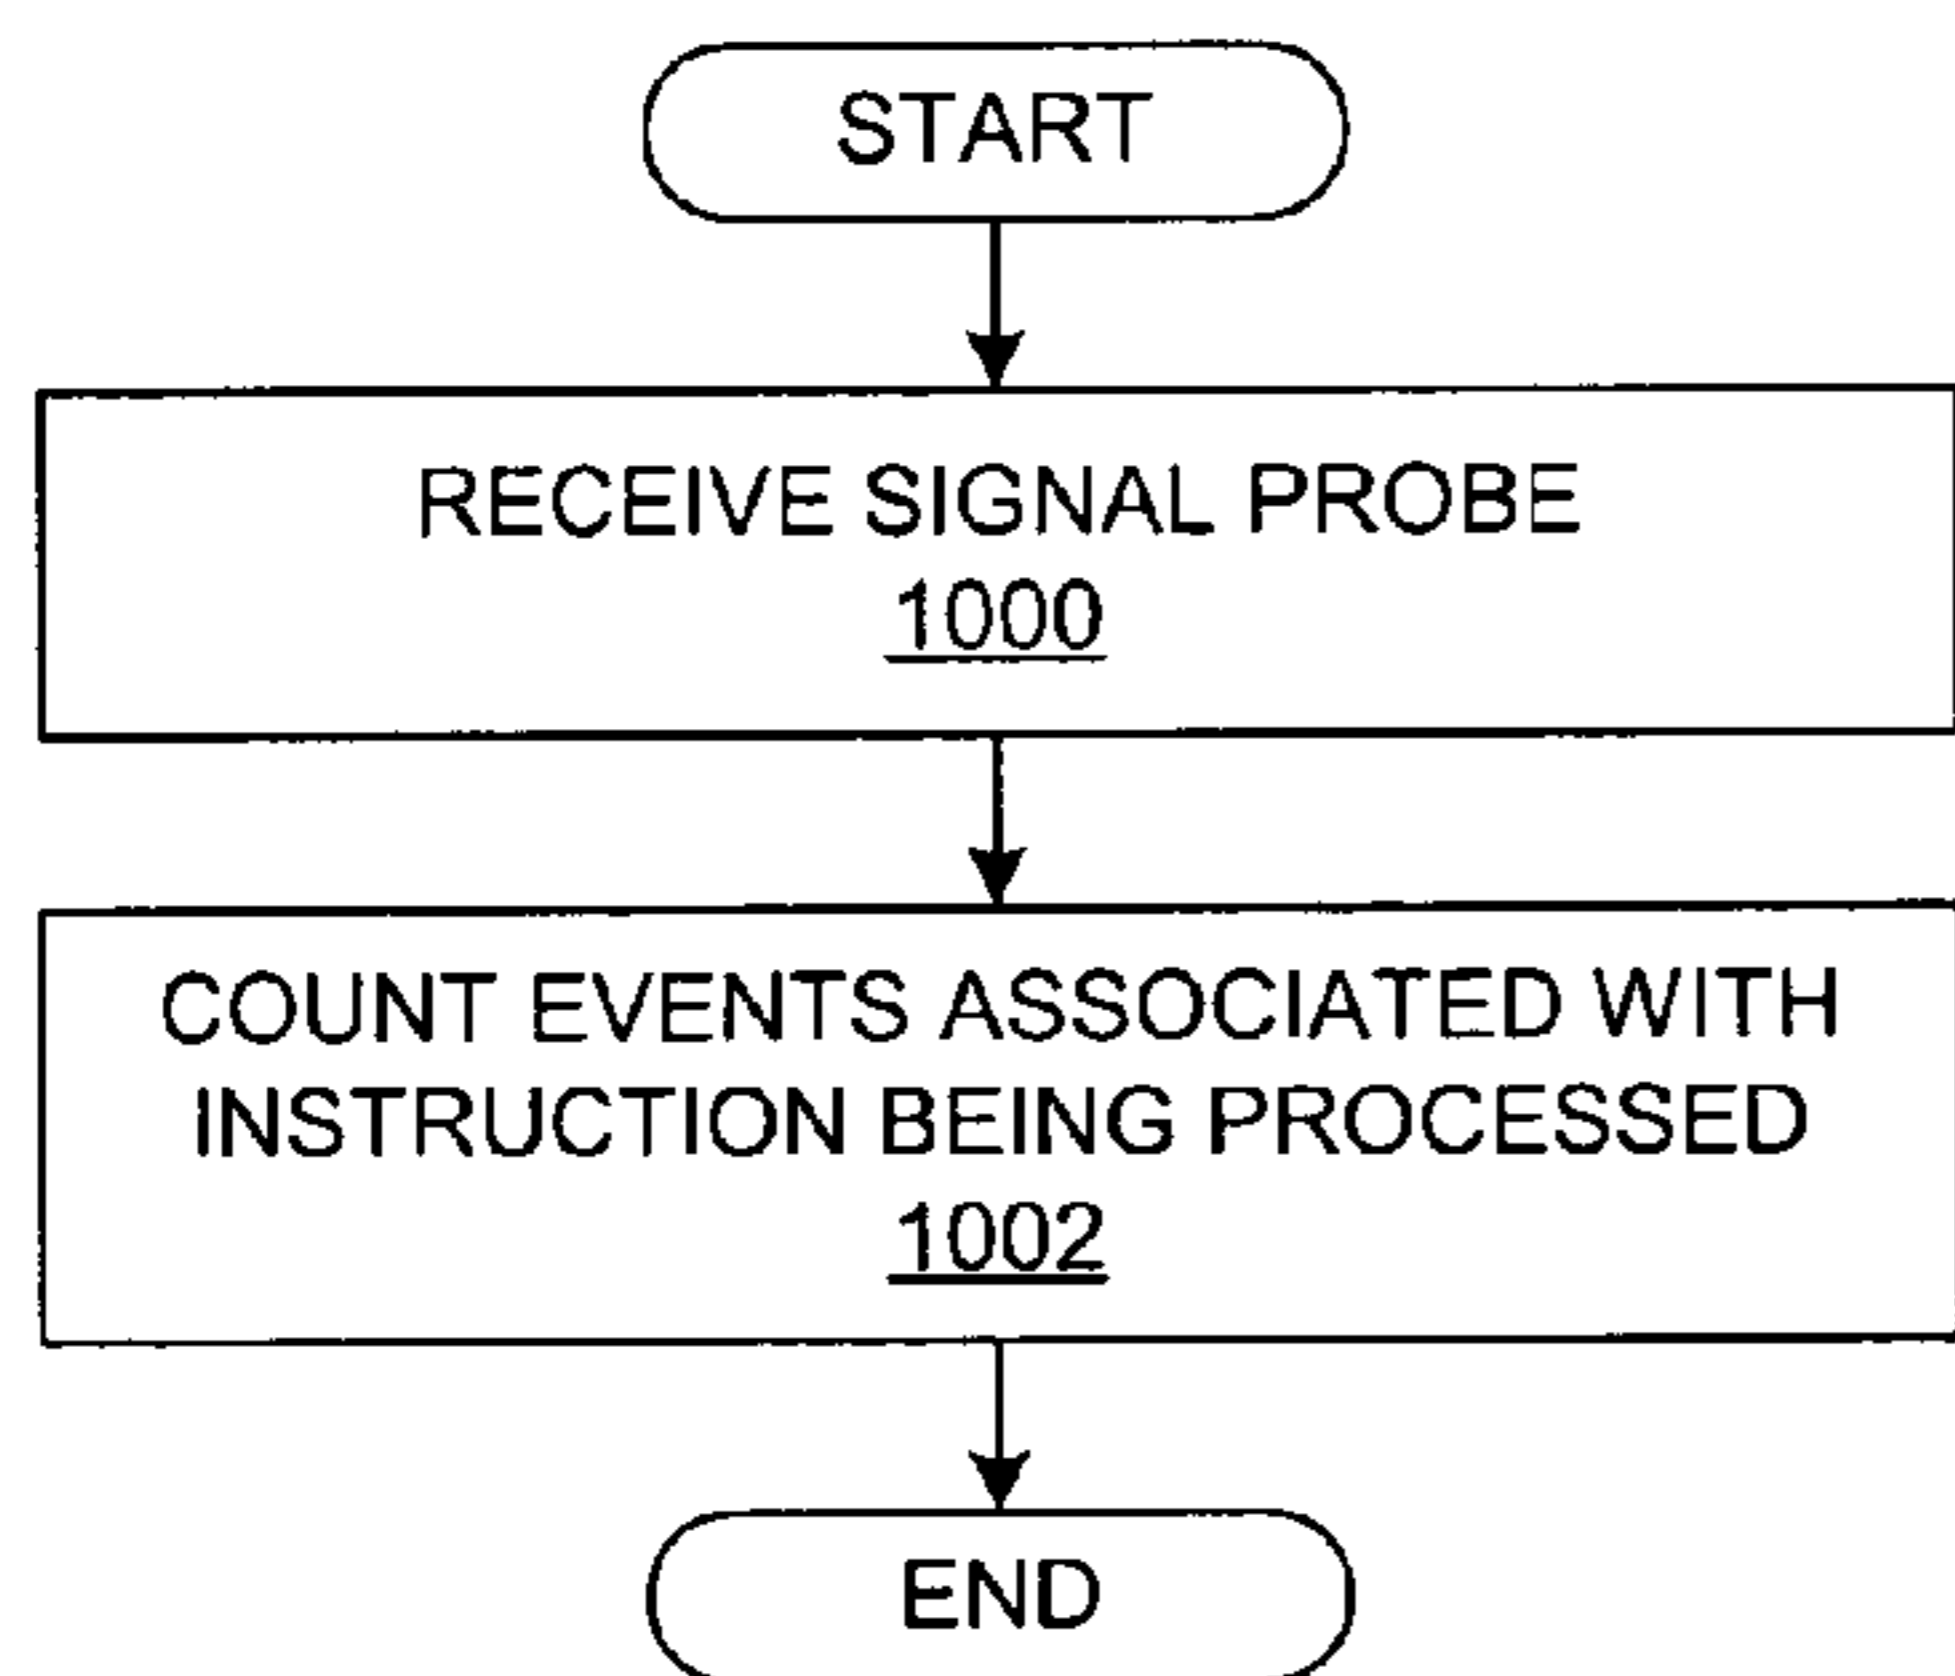 START
RECEIVE SIGNAL PROBE
1000
COUNT EVENTS ASSOCIATED WITH
INSTRUCTION BEING PROCESSED
1002
END